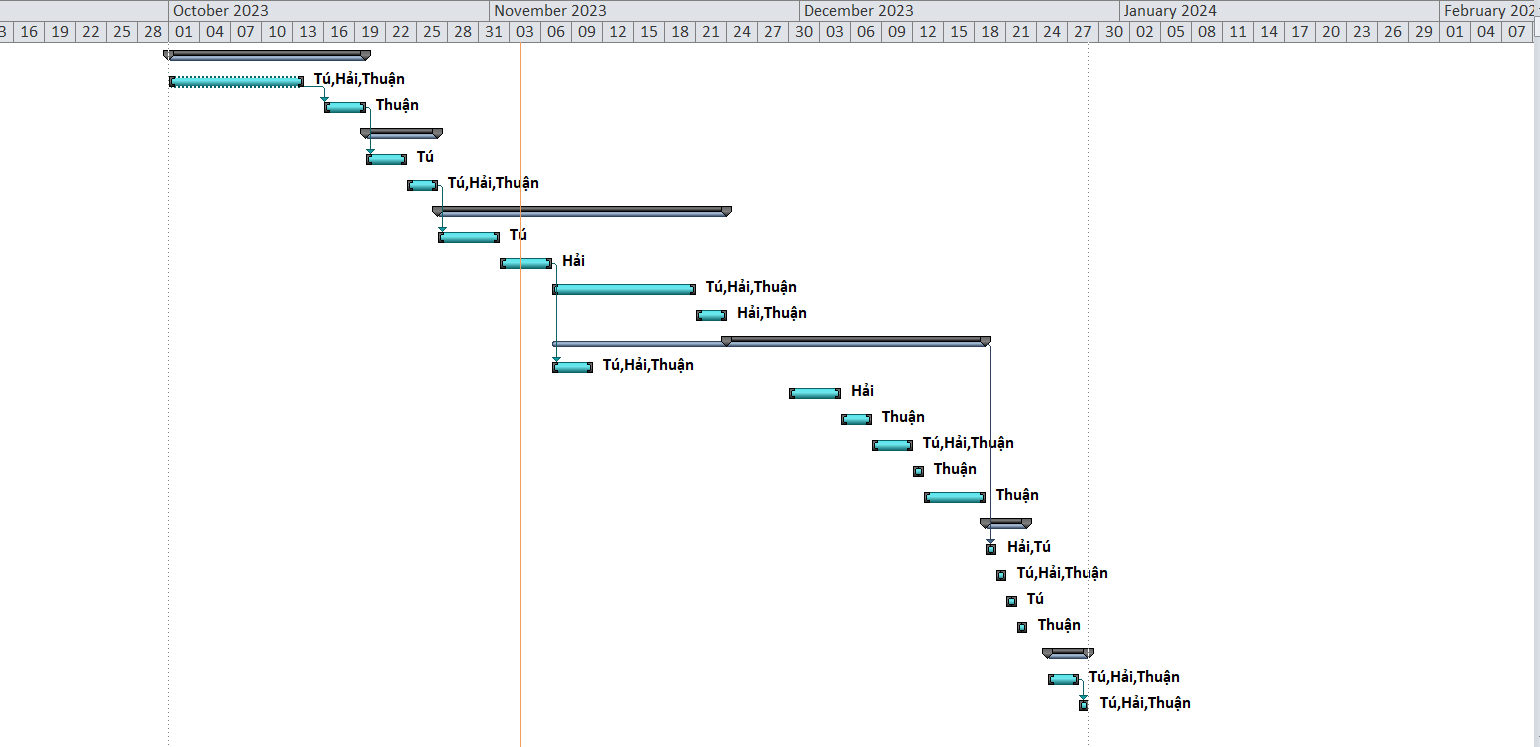 October 2023 November 2023 December 2023 January 2024 February 202
3 16 19 22 25 28 01 04 07 10 13 16 19 22 25 28 31 03 06 09 12 15 18 21 24 27 30 03 06 09 12 15 18 21 24 27 30 02 05 08 11 14 17 20 23 26 29 01 04 07
Tú,Hải,Thuận
Thuận
Tú
Tú,Hải,Thuận
Tú
Hải
Tú,Hải,Thuận
Hải,Thuận
Tú,Hải,Thuận
Hải
Thuận
Tú,Hải,Thuận
Thuận
Thuận
Hải,Tú
Tú,Hải,Thuận
Tú
Thuận
Tú,Hải,Thuận
Tú,Hải,Thuận